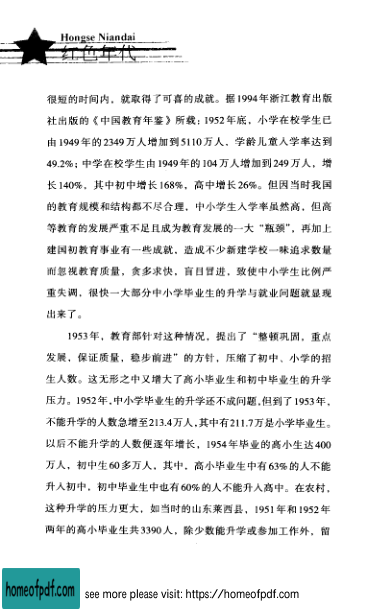 Hongse Niandai
红色年代
很短的时间内，就取得了可喜的成就。据1994年浙江教育出版
社出版的《中国教育年鉴》所载：1952年底，小学在校学生已
由1949年的2349万人增加到5110万人，学龄儿童入学率达到
49.2%；中学在校学生由1949年的104万人增加到249万人，增
长140%，其中初中增长168%，高中增长26%。但因当时我国
的教育规模和结构都不尽合理，中小学生入学率虽然高，但高
等教育的发展严重不足且成为教育发展的一大“瓶颈”，再加上
建国初教育事业有一些成就，造成不少新建学校一味追求数量
而忽视教育质量，贪多求快，盲目冒进，致使中小学生比例严
重失调，很快一大部分中小学毕业生的升学与就业问题就显现
出来了。
1953年，教育部针对这种情况，提出了“整顿巩固，重点
发展，保证质量，稳步前进”的方针，压缩了初中、小学的招
生人数。这无形之中又增大了高小毕业生和初中毕业生的升学
压力。1952年，中小学毕业生的升学还不成问题，但到了1953年，
不能升学的人数急增至213.4万人，其中有211.7万是小学毕业生。
以后不能升学的人数便逐年增长，1954年毕业的高小生达400
万人，初中生60多万人，其中，高小毕业生中有63%的人不能
升入初中，初中毕业生中也有60%的人不能升入高中。在农村，
这种升学的压力更大，如当时的山东莱西县，1951年和1952年
两年的高小毕业生共3390人，除少数能升学或参加工作外，留
homeofpdf.com
see more please visit: https://homeofpdf.com